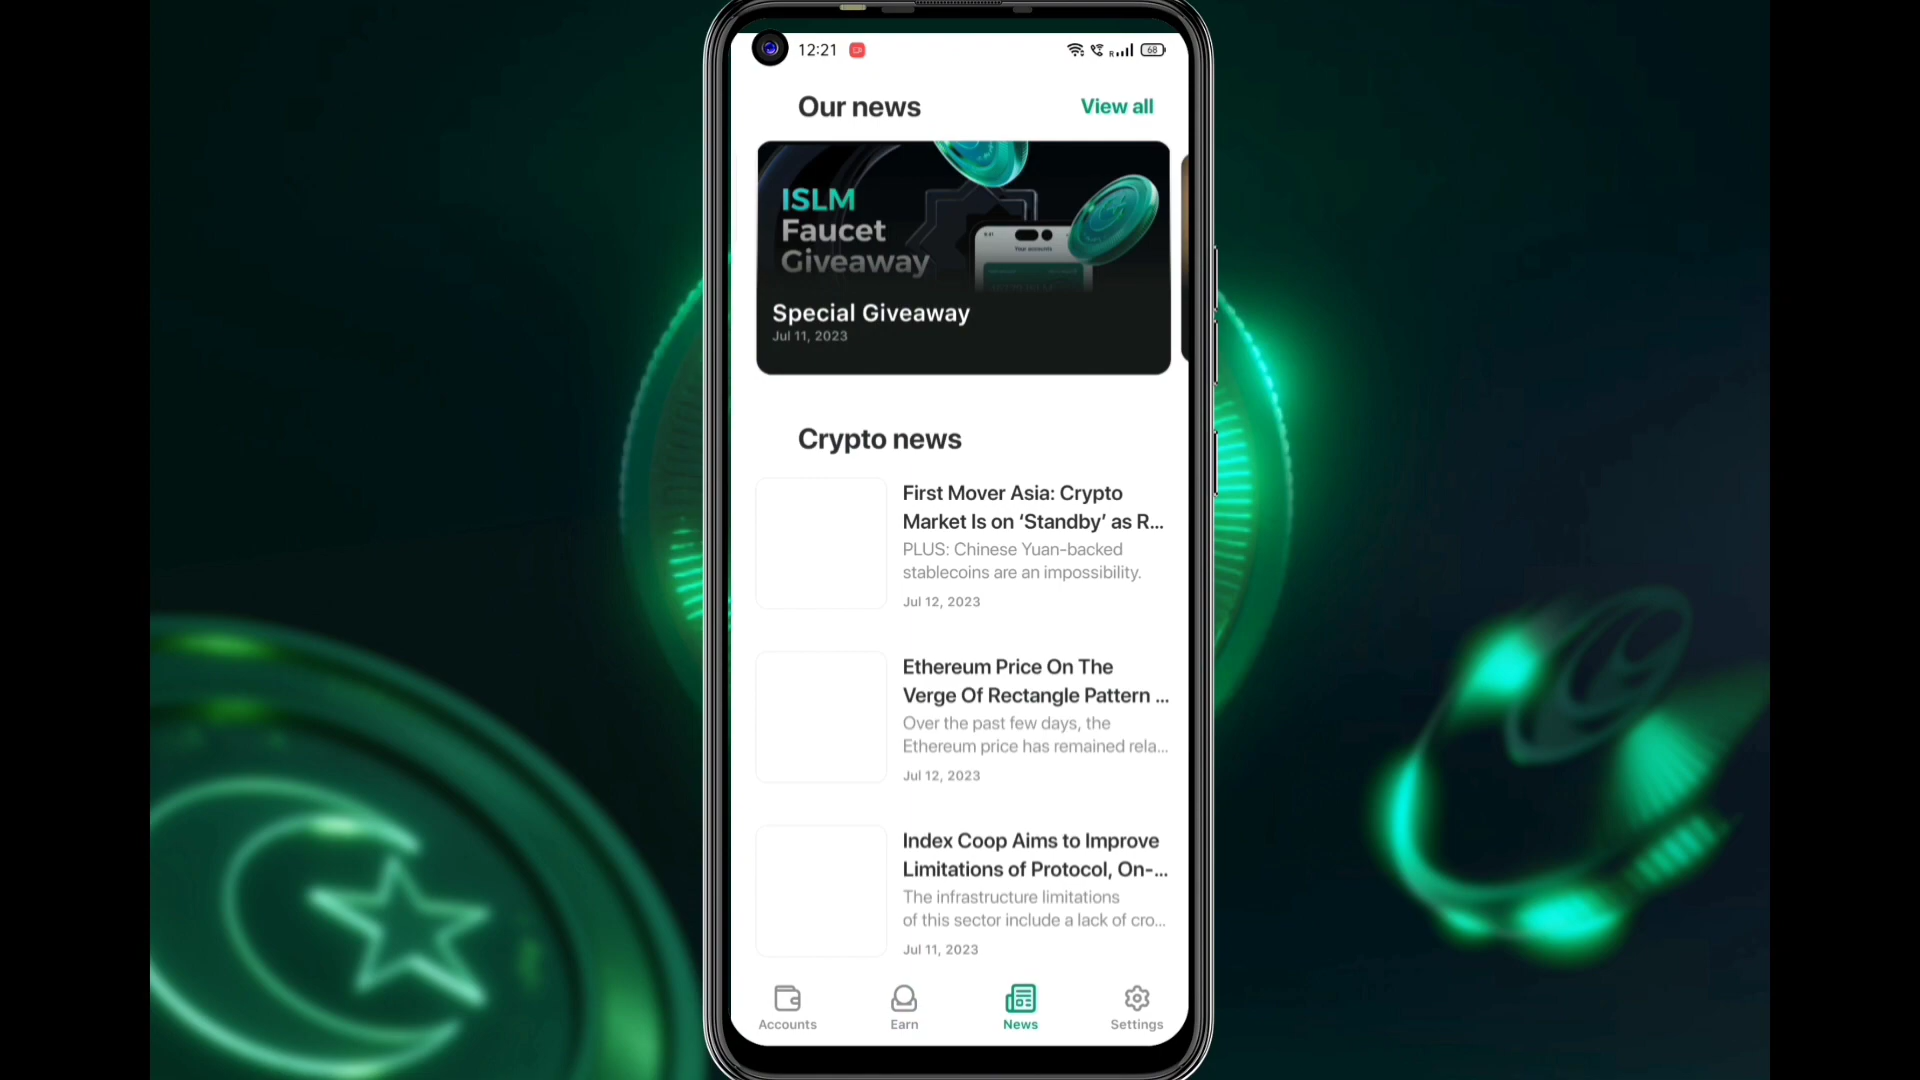 12:21
R
68
Our news
View all
ISLM
Faucet
Giveaway
Your accounts
Special Giveaway
Jul 11, 2023
Crypto news
First Mover Asia: Crypto
Market Is on ‘Standby’ as R...
PLUS: Chinese Yuan-backed
stablecoins are an impossibility.
Jul 12, 2023
Ethereum Price On The
Verge Of Rectangle Pattern ...
Over the past few days, the
Ethereum price has remained rela...
Jul 12, 2023
Index Coop Aims to Improve
Limitations of Protocol, On-...
The infrastructure limitations
of this sector include a lack of cro...
Jul 11, 2023
Accounts
Earn
News
Settings